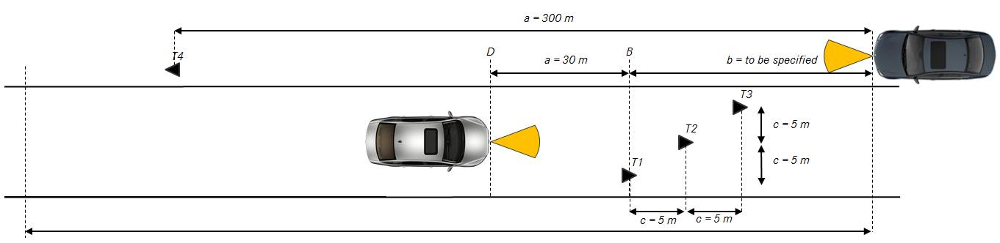 a = 300 m
T4
D
a = 30 m
B
b = to be specified
T3
c = 5 m
T2
c = 5 m
T1
c = 5 m
c = 5 m